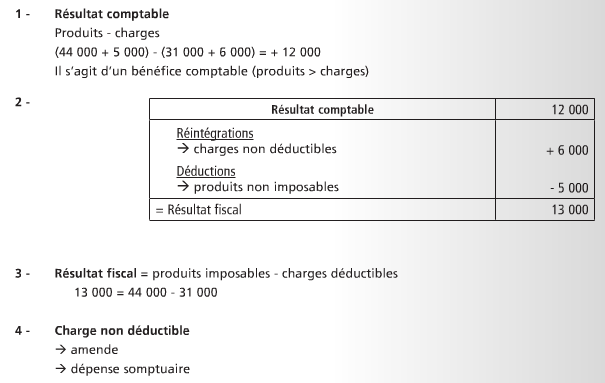 1 - Résultat comptable
Produits - charges
(44 000 + 5 000) - (31 000 + 6 000) = + 12 000
Il s'agit d'un bénéfice comptable (produits > charges)
2 -
Résultat comptable 12 000
Réintégrations
→ charges non déductibles + 6 000
Déductions
→ produits non imposables - 5 000
= Résultat fiscal 13 000
3 - Résultat fiscal = produits imposables - charges déductibles
13 000 = 44 000 - 31 000
4 - Charge non déductible
→ amende
→ dépense somptuaire